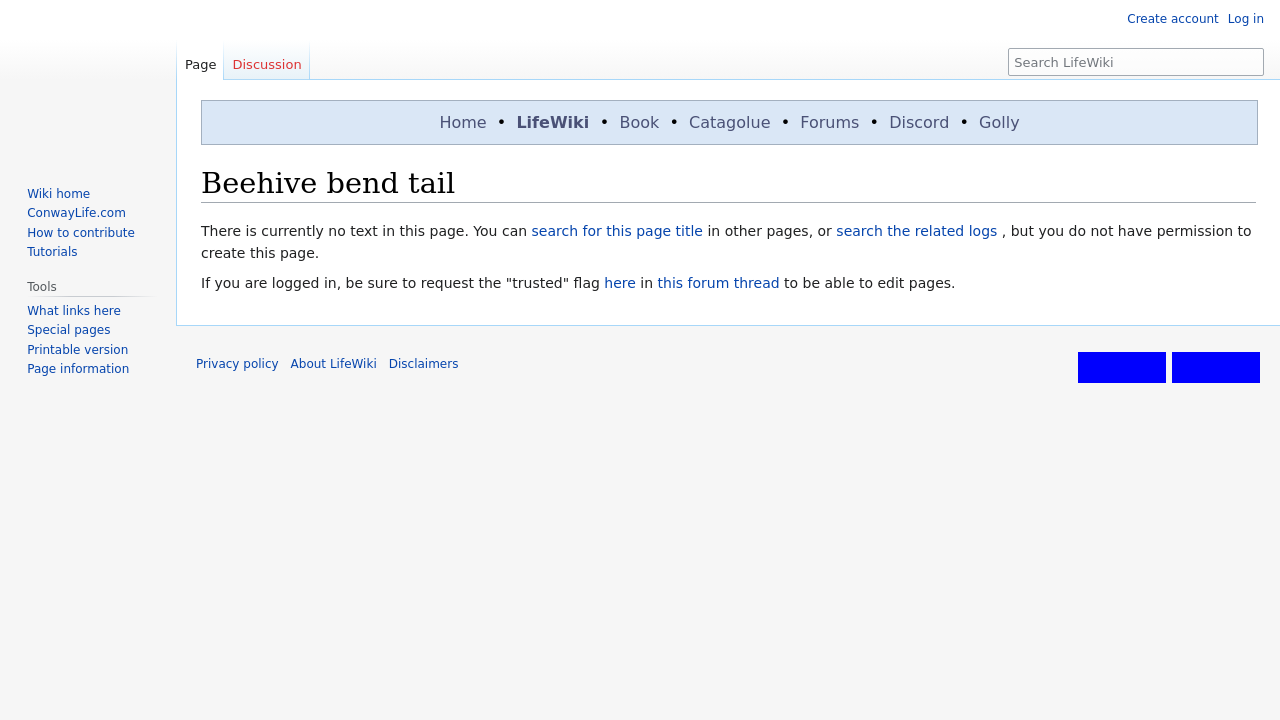 Create account Log in
Page Discussion Search LifeWiki
Home • LifeWiki • Book • Catagolue • Forums • Discord • Golly
Beehive bend tail
There is currently no text in this page. You can search for this page title in other pages, or search the related logs , but you do not have permission to
create this page.
If you are logged in, be sure to request the "trusted" flag here in this forum thread to be able to edit pages.
Wiki home
ConwayLife.com
How to contribute
Tutorials
Tools
What links here
Special pages
Printable version
Page information
Privacy policy About LifeWiki Disclaimers